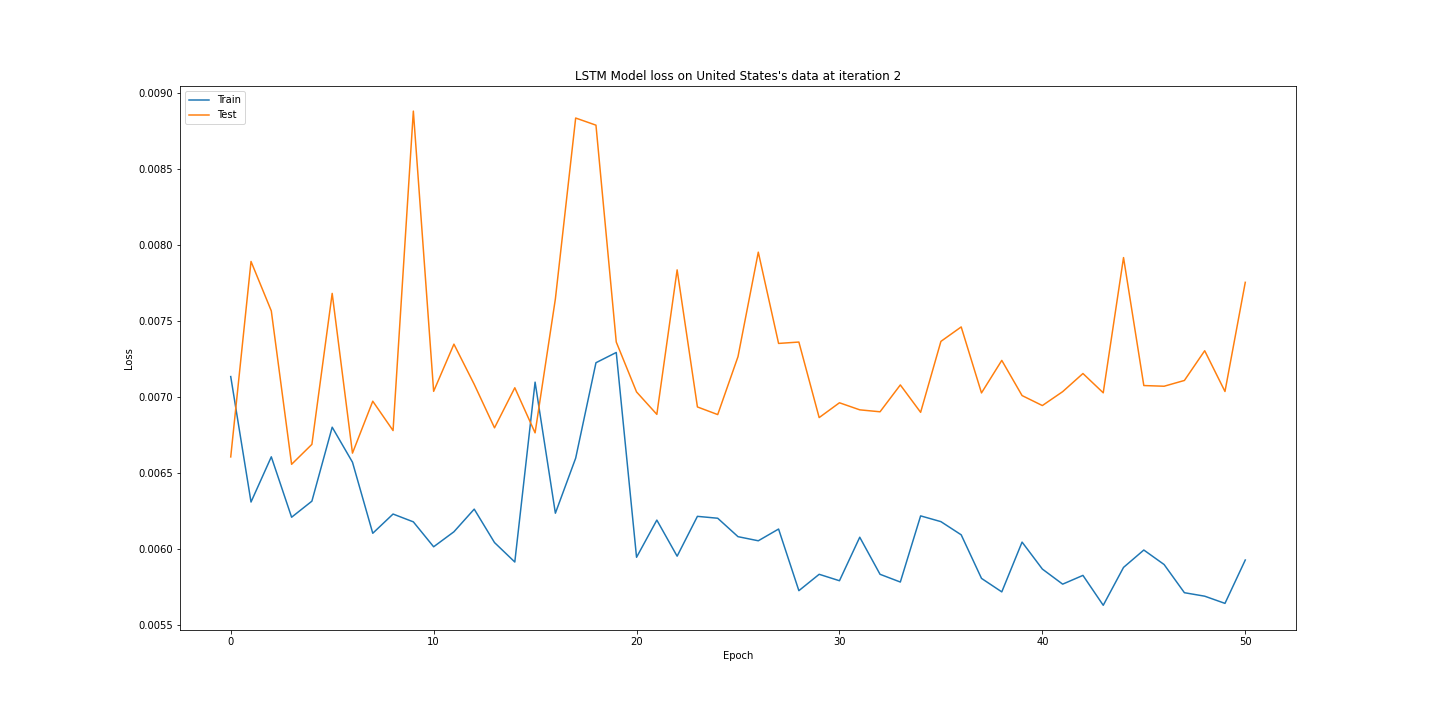 LSTM Model loss on United States's data at iteration 2
Train
Test
0.0090
0.0085
0.0080
0.0075
0.0070
0.0065
0.0060
0.0055
Loss
0 10 20 30 40 50
Epoch